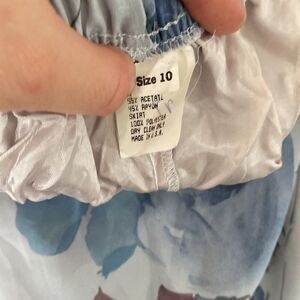 Size 10
55% ACETATE
45% RAYON
SKIRT
100% POLYESTER
DRY CLEAN ONLY
MADE IN U.S.A.